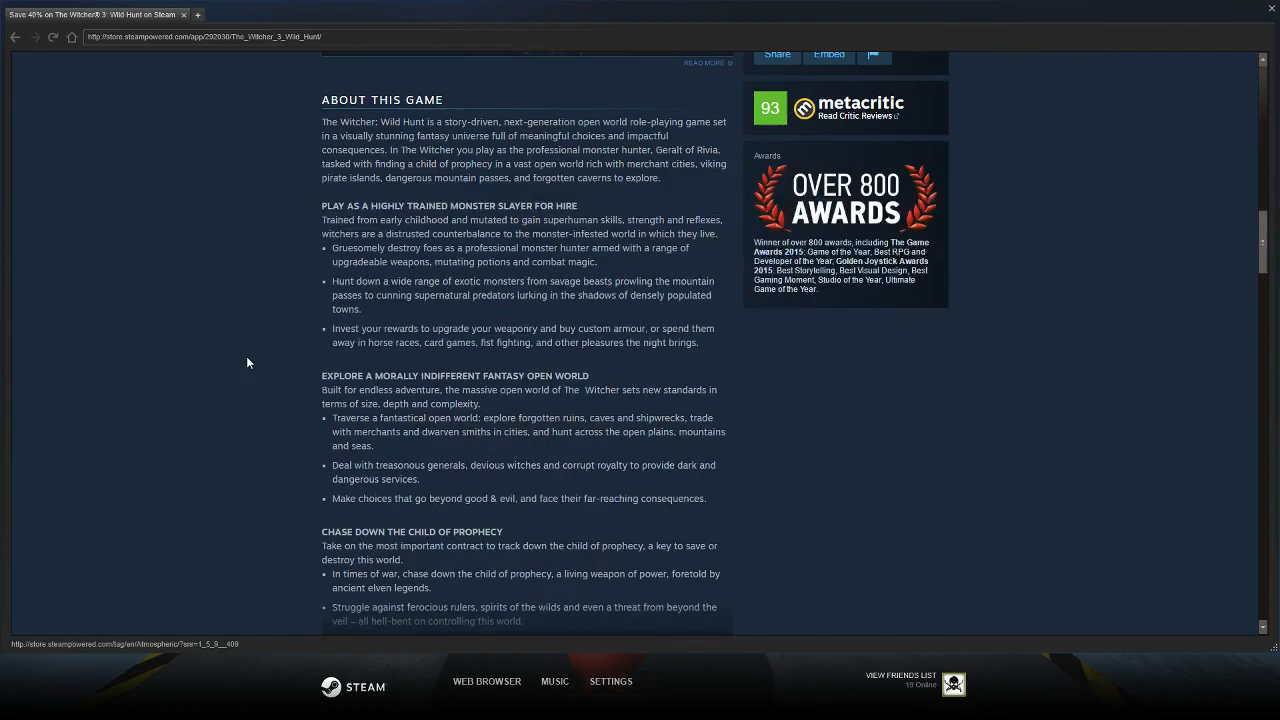 Save 40% on The Witcher® 3: Wild Hunt on Steam
http://store.steampowered.com/app/292030/The_Witcher_3_Wild_Hunt/
READ MORE
Share
Embed
ABOUT THIS GAME
The Witcher: Wild Hunt is a story-driven, next-generation open world role-playing game set
in a visually stunning fantasy universe full of meaningful choices and impactful
consequences. In The Witcher you play as the professional monster hunter, Geralt of Rivia,
tasked with finding a child of prophecy in a vast open world rich with merchant cities, viking
pirate islands, dangerous mountain passes, and forgotten caverns to explore.
PLAY AS A HIGHLY TRAINED MONSTER SLAYER FOR HIRE
Trained from early childhood and mutated to gain superhuman skills, strength and reflexes,
witchers are a distrusted counterbalance to the monster-infested world in which they live.
Gruesomely destroy foes as a professional monster hunter armed with a range of
upgradeable weapons, mutating potions and combat magic.
Hunt down a wide range of exotic monsters from savage beasts prowling the mountain
passes to cunning supernatural predators lurking in the shadows of densely populated
towns.
Invest your rewards to upgrade your weaponry and buy custom armour, or spend them
away in horse races, card games, fist fighting, and other pleasures the night brings.
EXPLORE A MORALLY INDIFFERENT FANTASY OPEN WORLD
Built for endless adventure, the massive open world of The Witcher sets new standards in
terms of size, depth and complexity.
Traverse a fantastical open world: explore forgotten ruins, caves and shipwrecks, trade
with merchants and dwarven smiths in cities, and hunt across the open plains, mountains
and seas.
Deal with treasonous generals, devious witches and corrupt royalty to provide dark and
dangerous services.
Make choices that go beyond good & evil, and face their far-reaching consequences.
CHASE DOWN THE CHILD OF PROPHECY
Take on the most important contract to track down the child of prophecy, a key to save or
destroy this world.
In times of war, chase down the child of prophecy, a living weapon of power, foretold by
ancient elven legends.
Struggle against ferocious rulers, spirits of the wilds and even a threat from beyond the
veil – all hell-bent on controlling this world.
93
metacritic
Read Critic Reviews
Awards
OVER 800
AWARDS
Winner of over 800 awards, including The Game
Awards 2015: Game of the Year, Best RPG and
Developer of the Year; Golden Joystick Awards
2015: Best Storytelling, Best Visual Design, Best
Gaming Moment, Studio of the Year, Ultimate
Game of the Year.
http://store.steampowered.com/tag/en/Atmospheric/?snr=1_5_9__409
STEAM
WEB BROWSER
MUSIC
SETTINGS
VIEW FRIENDS LIST
19 Online